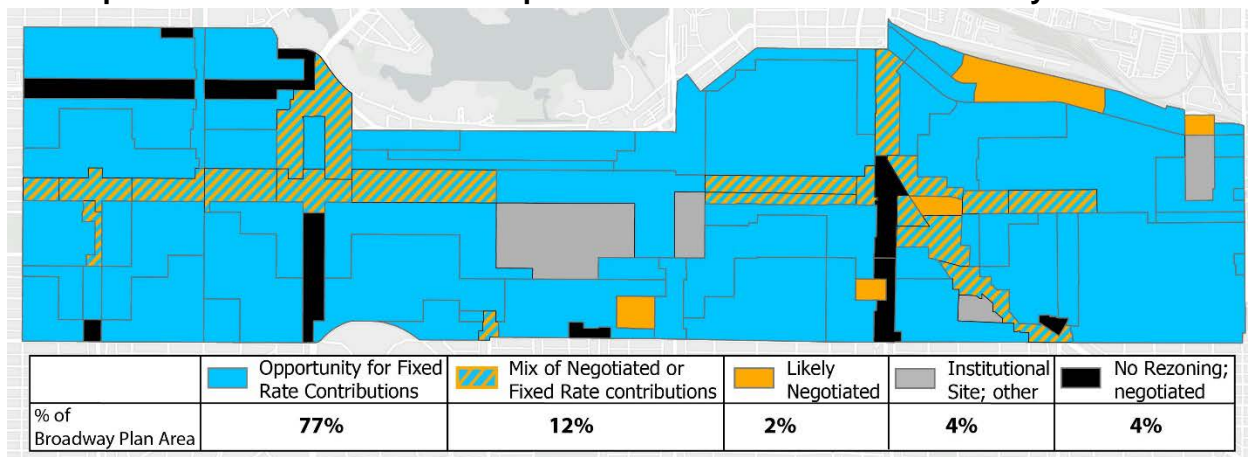 Opportunity for Fixed
Rate Contributions
Mix of Negotiated or
Fixed Rate contributions
Likely
Negotiated
Institutional
Site; other
No Rezoning;
negotiated
% of
Broadway Plan Area
77%
12%
2%
4%
4%